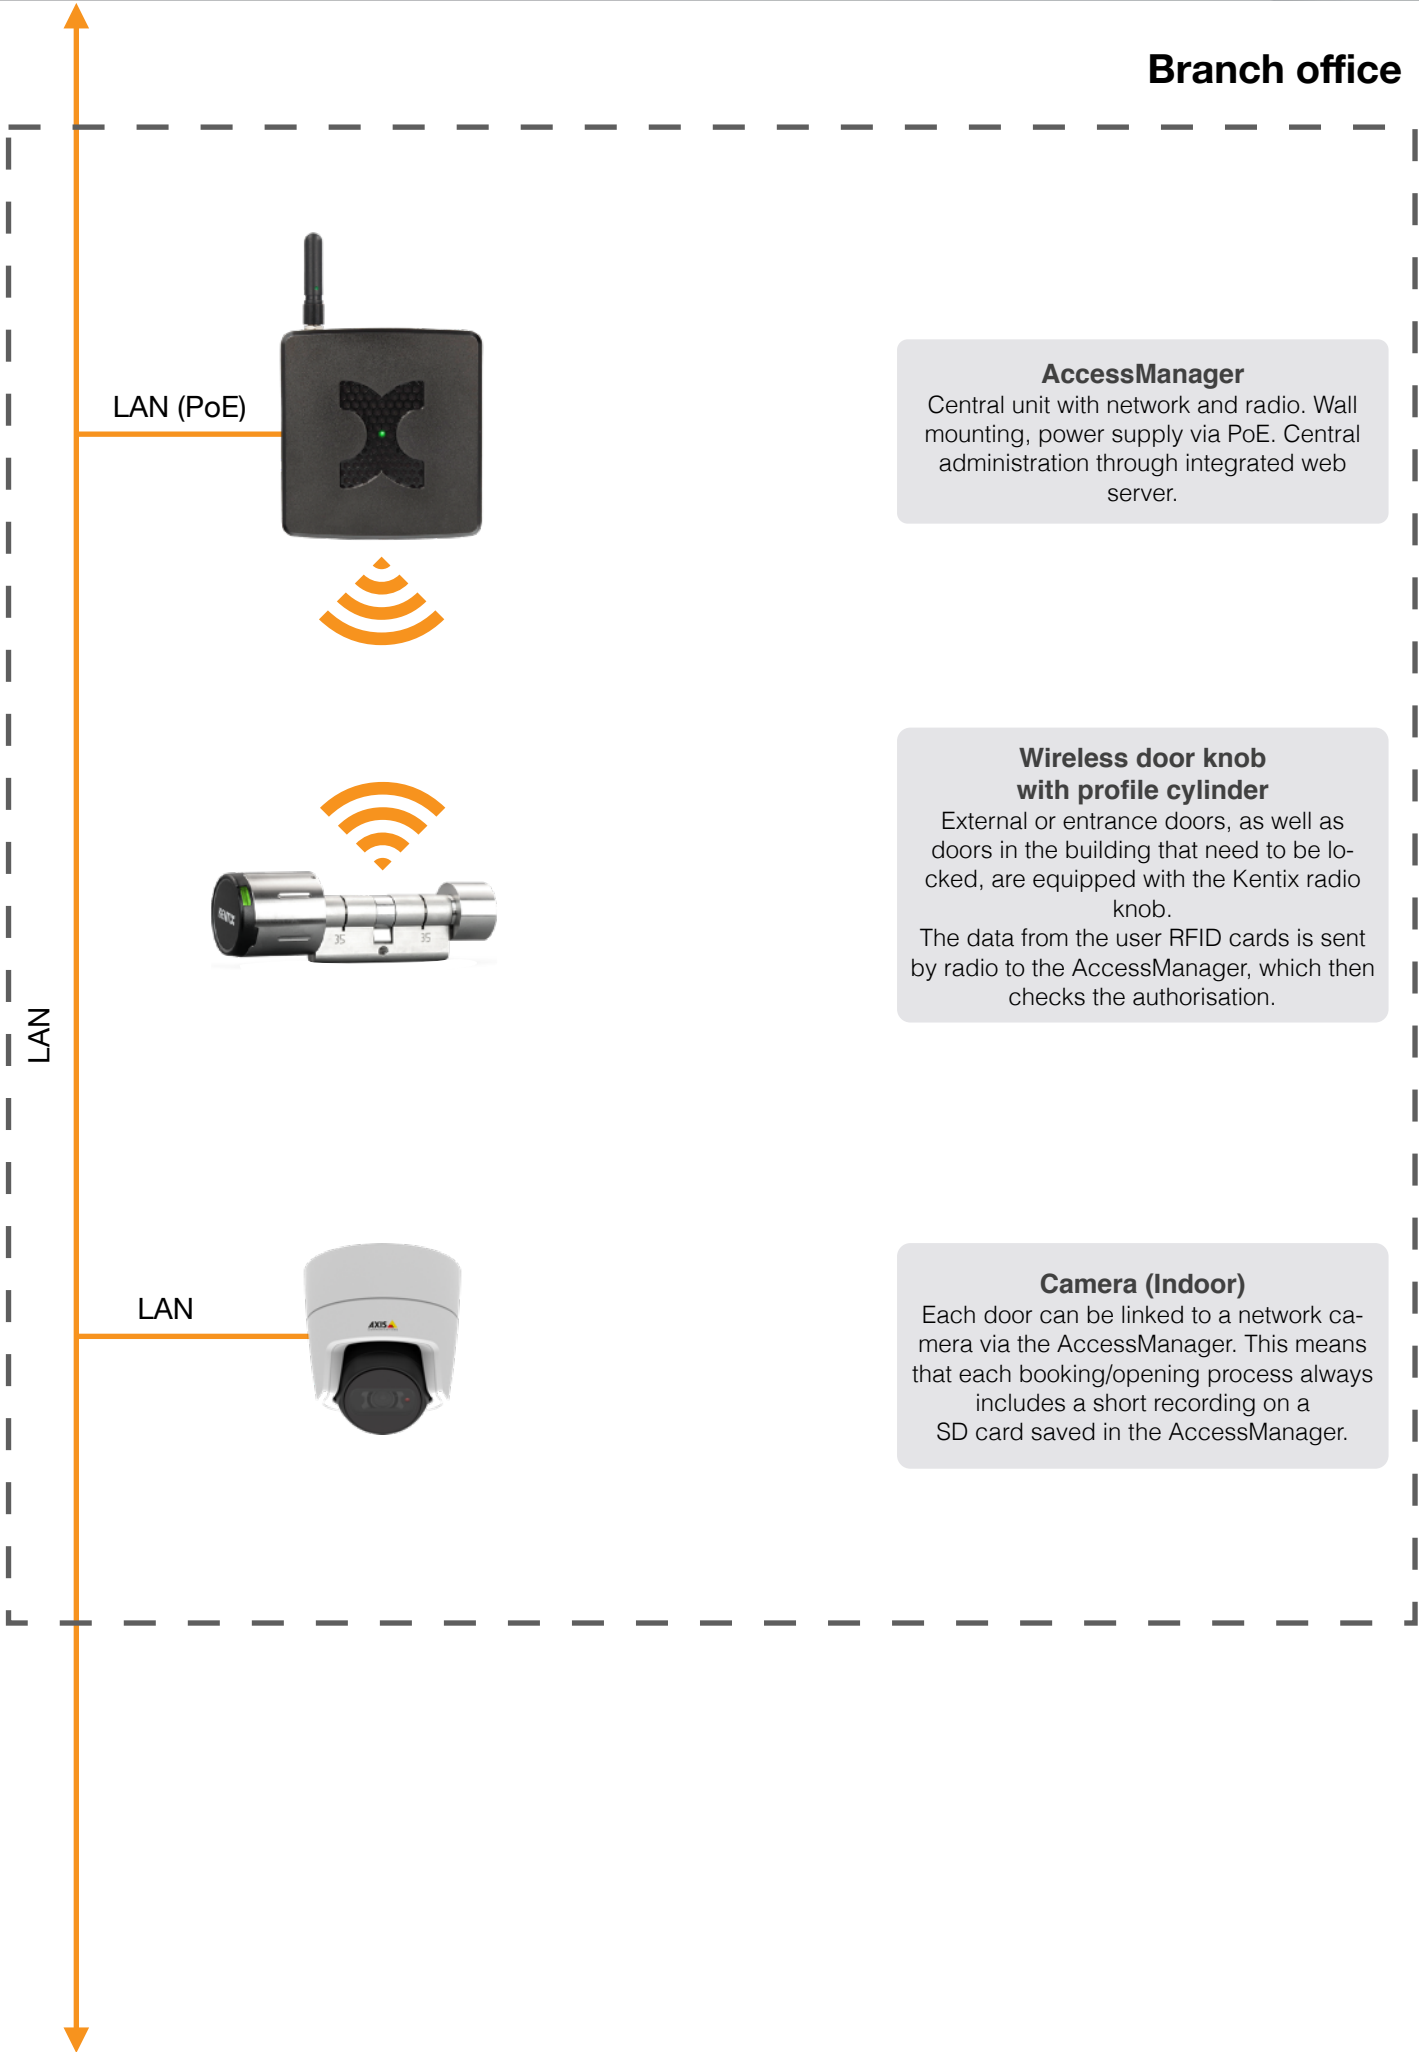 Branch office
LAN (PoE)
AccessManager
Central unit with network and radio. Wall
mounting, power supply via PoE. Central
administration through integrated web
server.
Wireless door knob
with profile cylinder
External or entrance doors, as well as
doors in the building that need to be lo-
cked, are equipped with the Kentix radio
knob.
The data from the user RFID cards is sent
by radio to the AccessManager, which then
checks the authorisation.
KENTIX
35
35
LAN
LAN
AXIS
Camera (Indoor)
Each door can be linked to a network ca-
mera via the AccessManager. This means
that each booking/opening process always
includes a short recording on a
SD card saved in the AccessManager.